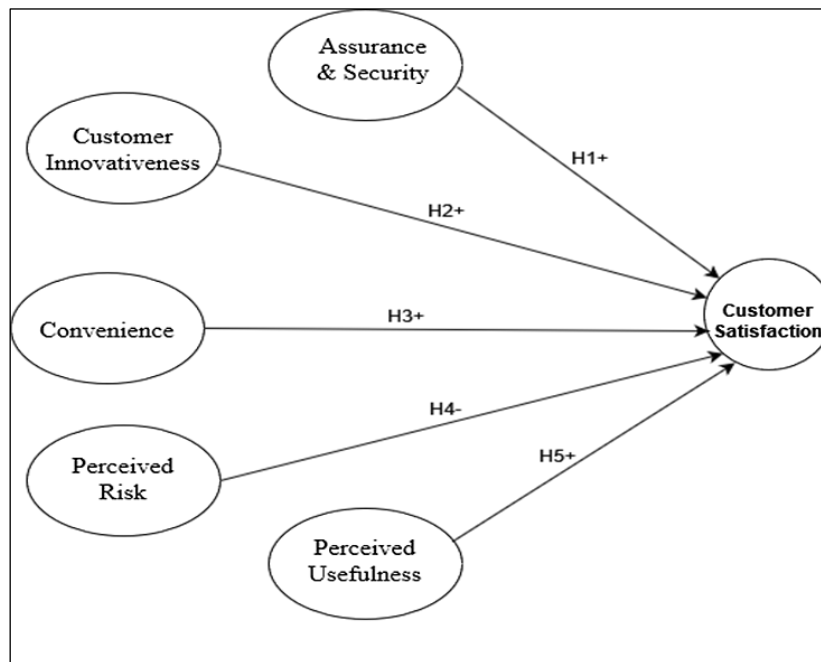 Assurance
& Security
H1+
Customer
Innovativeness
H2+
Convenience
H3+
Customer
Satisfaction
H4-
Perceived
Risk
H5+
Perceived
Usefulness